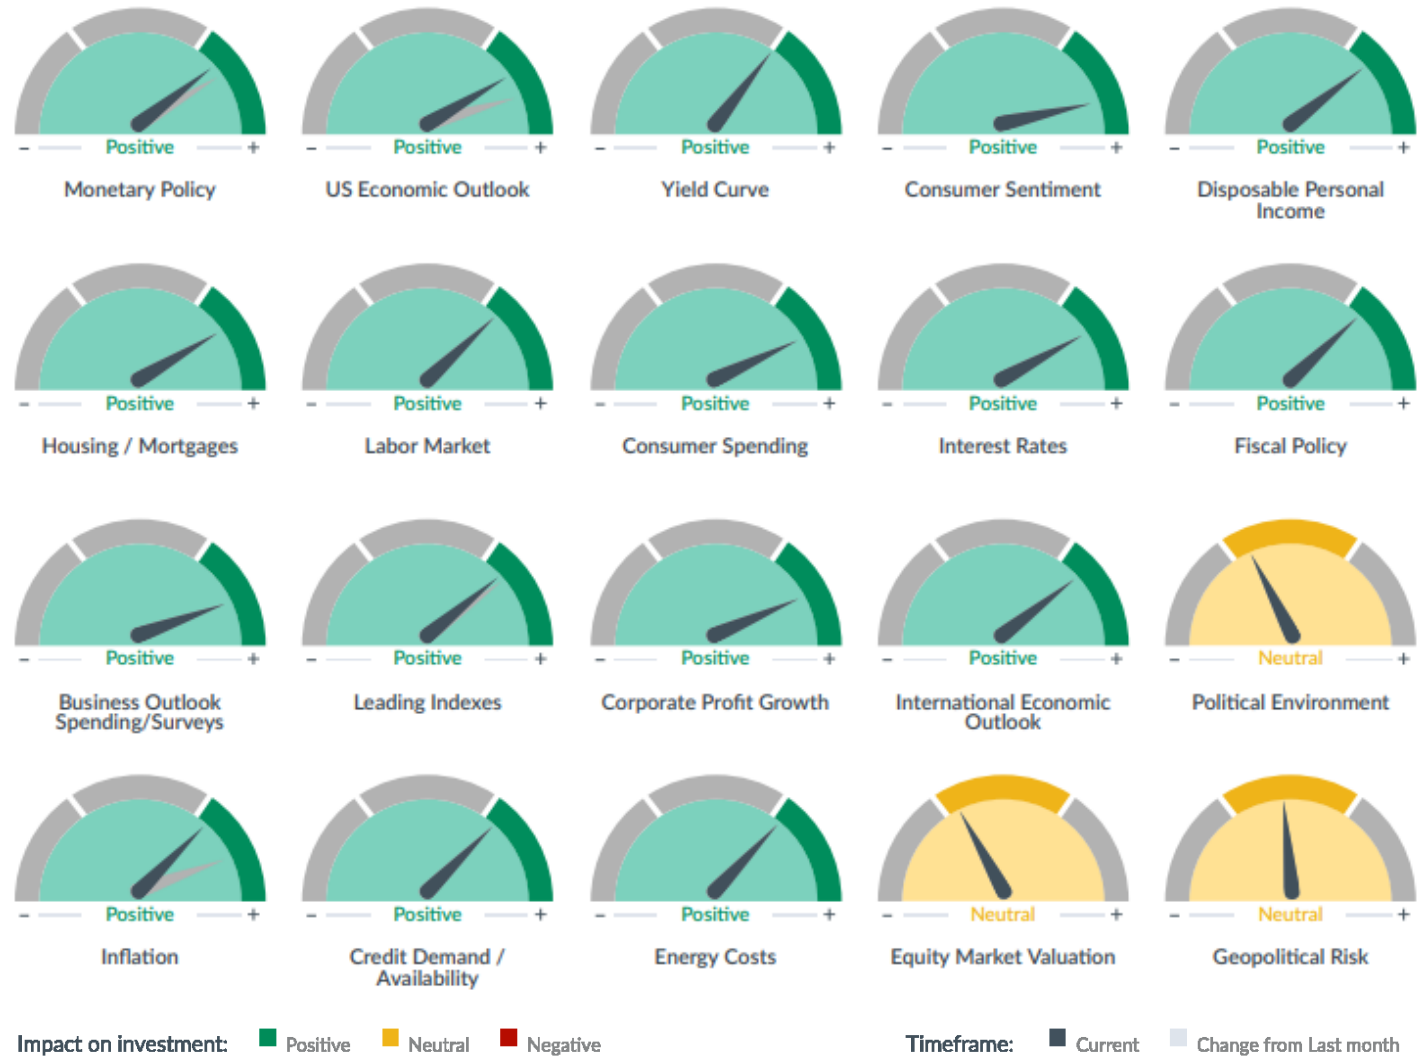 - Positive +
- Positive +
- Positive +
- Positive +
- Positive +
Monetary Policy
US Economic Outlook
Yield Curve
Consumer Sentiment
Disposable Personal
Income
- Positive +
- Positive +
- Positive +
- Positive +
- Positive +
Housing / Mortgages
Labor Market
Consumer Spending
Interest Rates
Fiscal Policy
- Positive +
- Positive +
- Positive +
- Positive +
- Neutral +
Business Outlook
Spending/Surveys
Leading Indexes
Corporate Profit Growth
International Economic
Outlook
Political Environment
- Positive +
- Positive +
- Positive +
- Neutral +
- Neutral +
Inflation
Credit Demand /
Availability
Energy Costs
Equity Market Valuation
Geopolitical Risk
Impact on investment: Positive Neutral Negative
Timeframe: Current Change from Last month